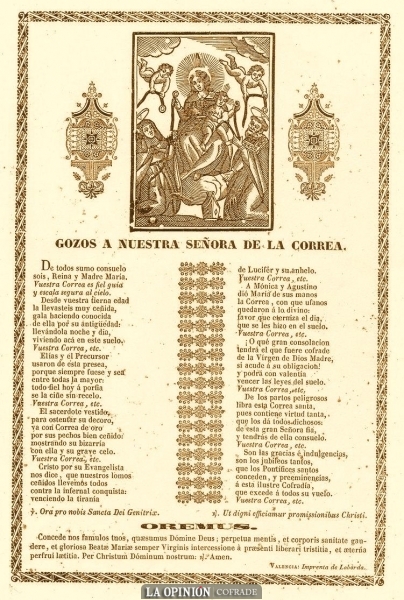 GOZOS A NUESTRA SEÑORA DE LA CORREA.
De todos sumo consuelo
sois, Reina y Madre Maria.
Vuestra Correa es fiel guia
y escala segura al cielo.
Desde vuestra tierna edad
la llevasteis muy ceñida,
gala haciendo conocida
de ella por su antigüedad:
llevándola noche y dia,
viviendo acá en este suelo.
Vuestra Correa, etc.
Elías y el Precursor
usaron de esta presea,
porque siempre fuese y sea
entre todas la mayor:
todo fiel hoy á porfía
se la ciñe sin recelo.
Vuestra Correa, etc.
El sacerdote vestido,
para ostentar su decoro,
va con Correa de oro
por sus pechos bien ceñido:
mostrando su bizarría
con ella y su grave celo.
Vuestra Correa, etc.
Cristo por su Evangelista
nos dice, que nuestros lomos
ceñidos llevemos todos
contra la infernal conquista:
venciendo la tiranía
de Lucifér y su anhelo.
Vuestra Correa, etc.
A Mónica y Agustino
dió María de sus manos
la Correa, con que ufanos
quedaron á lo divino:
favor que eterniza el dia,
que se les hizo en el suelo.
Vuestra Correa, etc.
¡O qué gran consolacion
tendrá el que fuere cofrade
de la Virgen de Dios Madre,
si acude á su obligacion!
y podrá con valentía
vencer las leyes del suelo.
Vuestra Correa, etc.
De los partos peligrosos
libra esta Correa santa,
pues contiene virtud tanta,
que los dá todos dichosos:
de esta gran Señora fia,
y tendrás de ella consuelo.
Vuestra Correa, etc.
Son las gracias é indulgencias,
son los jubiléos tantos,
que los Pontífices santos
conceden, y preeminencias,
á esta ilustre Cofradía,
que excede á todos su vuelo.
Vuestra Correa, etc.
℣. Ora pro nobis Sancta Dei Genitrix.
℟. Ut digni efficiamur promissionibus Christi.
OREMUS.
Concede nos famulos tuos, quæsumus Dómine Deus; perpetua mentis, et corporis sanitate gau-
dere, et gloriosa Beatæ Mariæ semper Virginis intercessione á præsenti liberari tristitia, et æterna
perfrui lætitia. Per Christum Dóminum nostrum: ℟. Amen.
VALENCIA: Imprenta de Labórda.
LA OPINION COFRADE